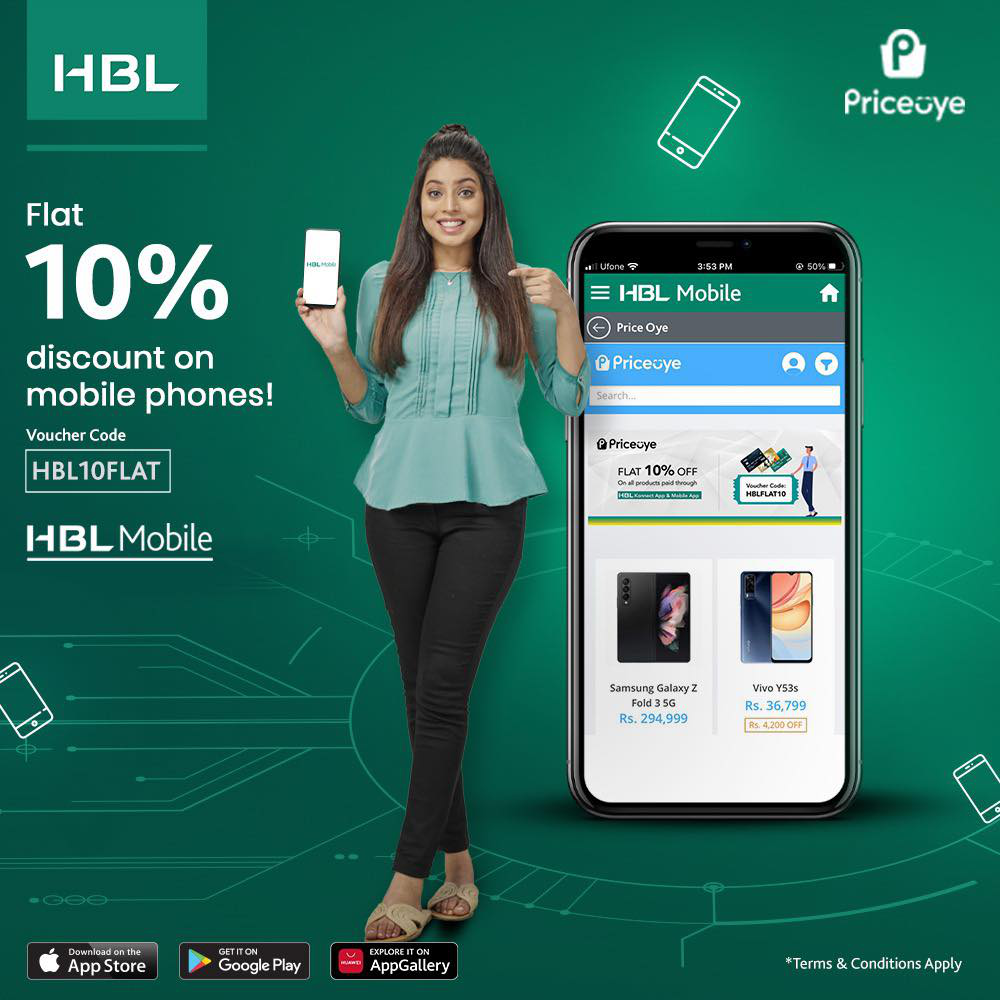 HBL
Priceoye
Flat
10%
discount on
mobile phones!
Voucher Code
HBL10FLAT
HBL Mobile
HBL Mobile
Ufone
3:53 PM
50%
HBL Mobile
Price Oye
Priceoye
Search...
Priceoye
FLAT 10% OFF
On all products paid through
HBL Konnect App & Mobile App
Voucher Code:
HBLFLAT10
Samsung Galaxy Z
Fold 3 5G
Rs. 294,999
vivo
Vivo Y53s
Rs. 36,799
Rs. 4,200 OFF
Download on the
App Store
GET IT ON
Google Play
HUAWEI
EXPLORE IT ON
AppGallery
*Terms & Conditions Apply